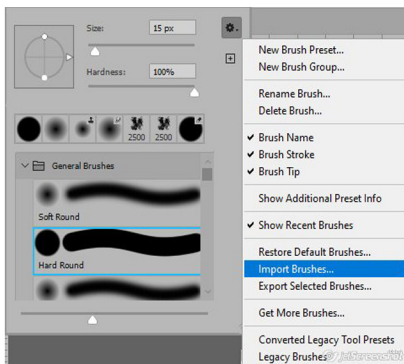 Size:
15 px
Hardness:
100%
2500
2500
General Brushes
Soft Round
Hard Round
New Brush Preset...
New Brush Group...
Rename Brush...
Delete Brush...
Brush Name
Brush Stroke
Brush Tip
Show Additional Preset Info
Show Recent Brushes
Restore Default Brushes...
Import Brushes...
Export Selected Brushes...
Get More Brushes...
Converted Legacy Tool Presets
Legacy Brushes